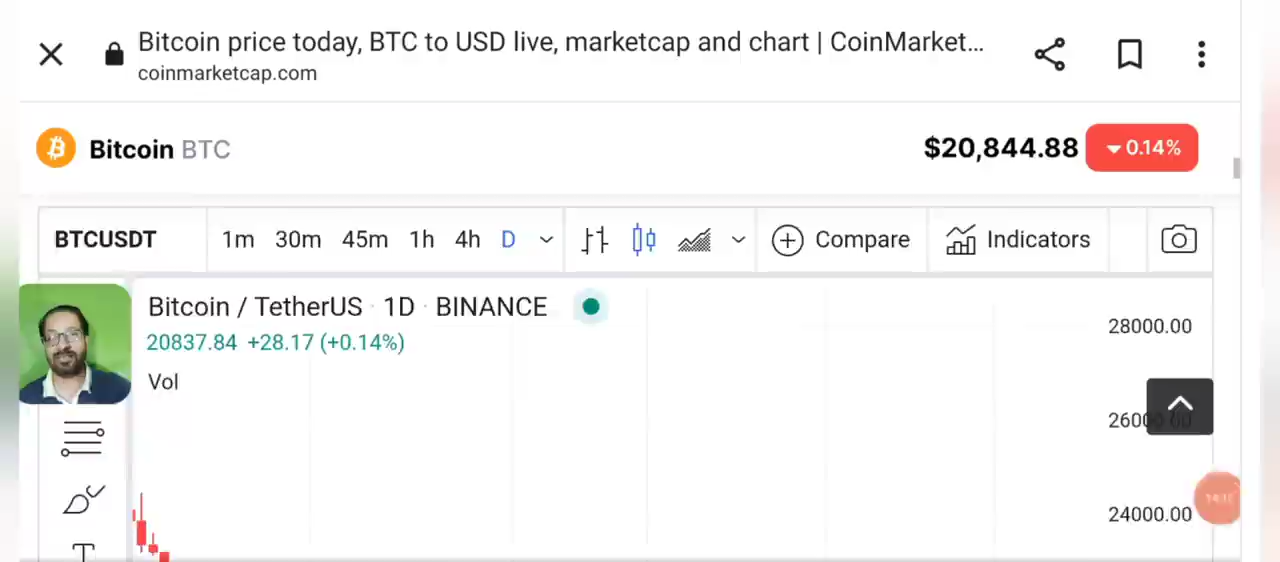 Bitcoin price today, BTC to USD live, marketcap and chart | CoinMarket...
coinmarketcap.com
Bitcoin BTC
$20,844.88 0.14%
BTCUSDT 1m 30m 45m 1h 4h D Compare Indicators
Bitcoin / TetherUS · 1D · BINANCE
20837.84 +28.17 (+0.14%)
Vol
28000.00
24000.00